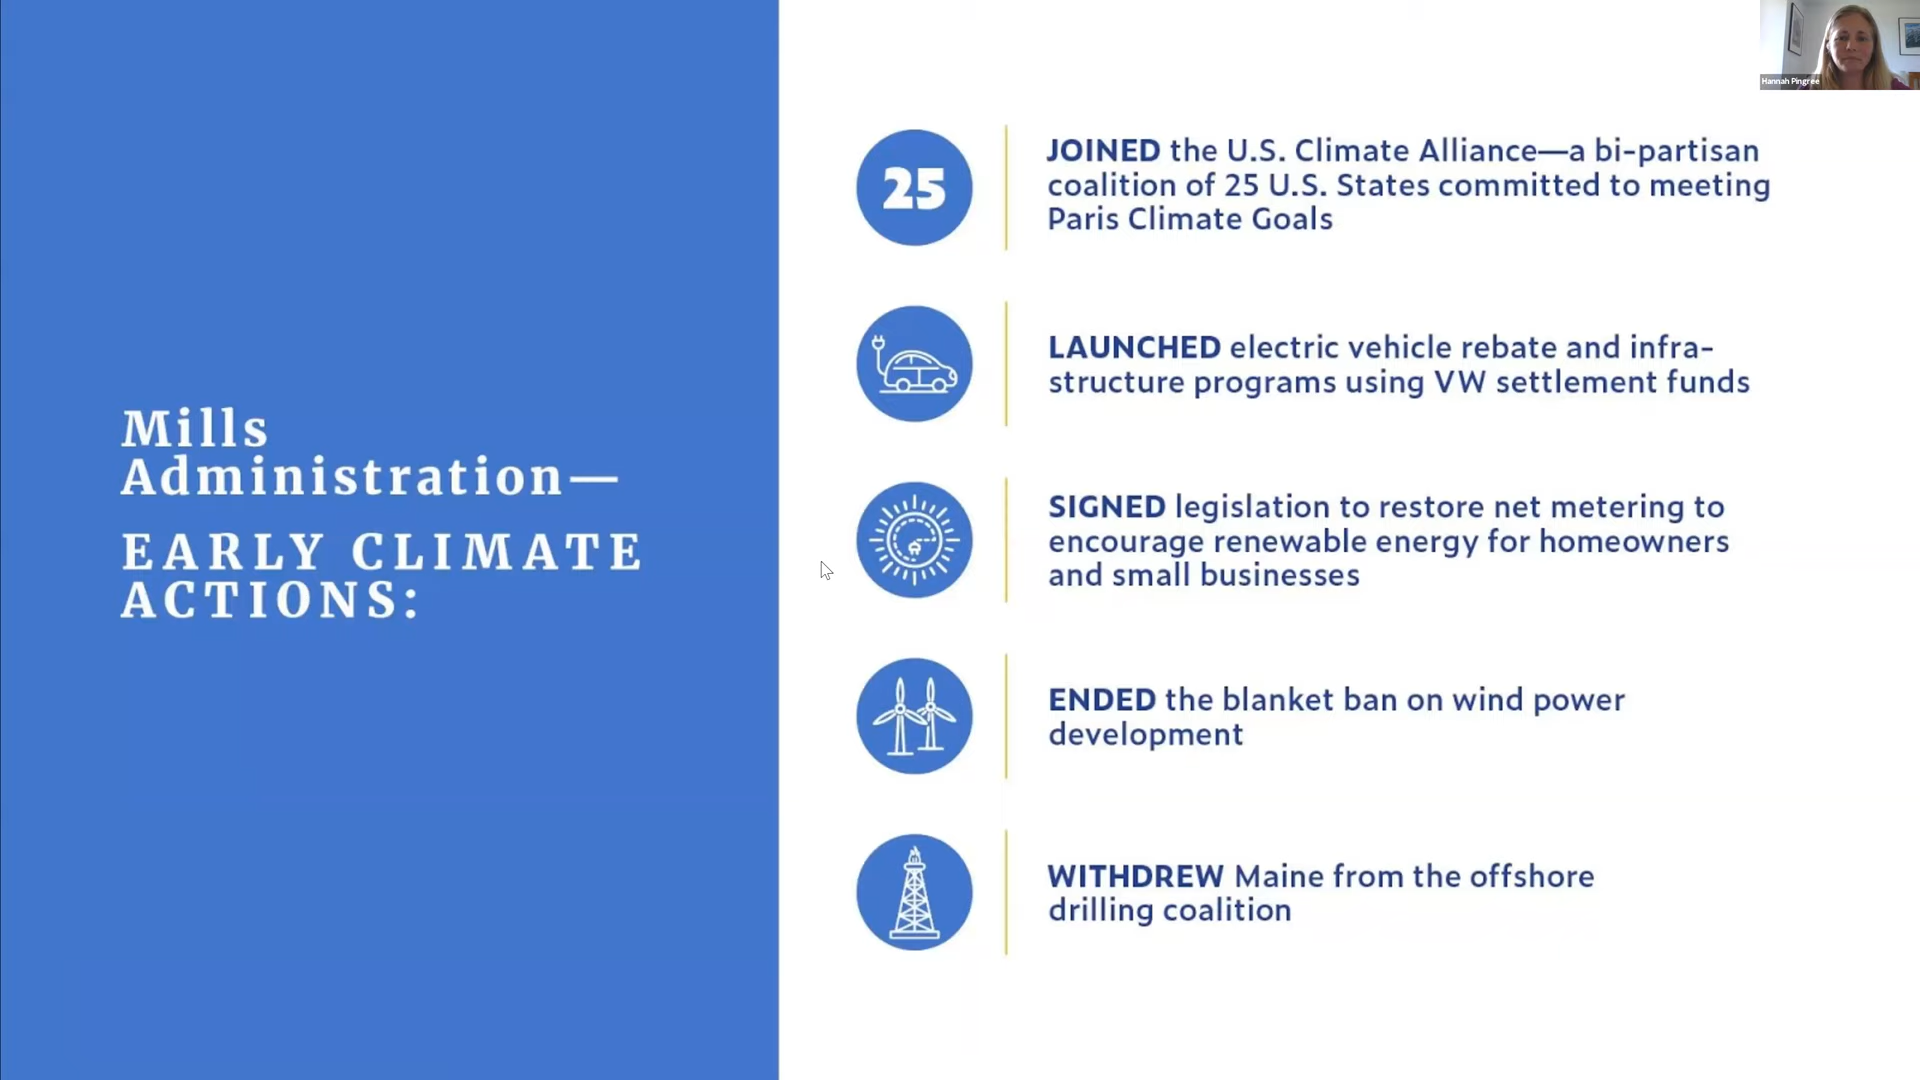 Mills
Administration—
EARLY CLIMATE
ACTIONS:
25
JOINED the U.S. Climate Alliance—a bi-partisan
coalition of 25 U.S. States committed to meeting
Paris Climate Goals
LAUNCHED electric vehicle rebate and infra-
structure programs using VW settlement funds
SIGNED legislation to restore net metering to
encourage renewable energy for homeowners
and small businesses
ENDED the blanket ban on wind power
development
WITHDREW Maine from the offshore
drilling coalition
Hannah Pingree